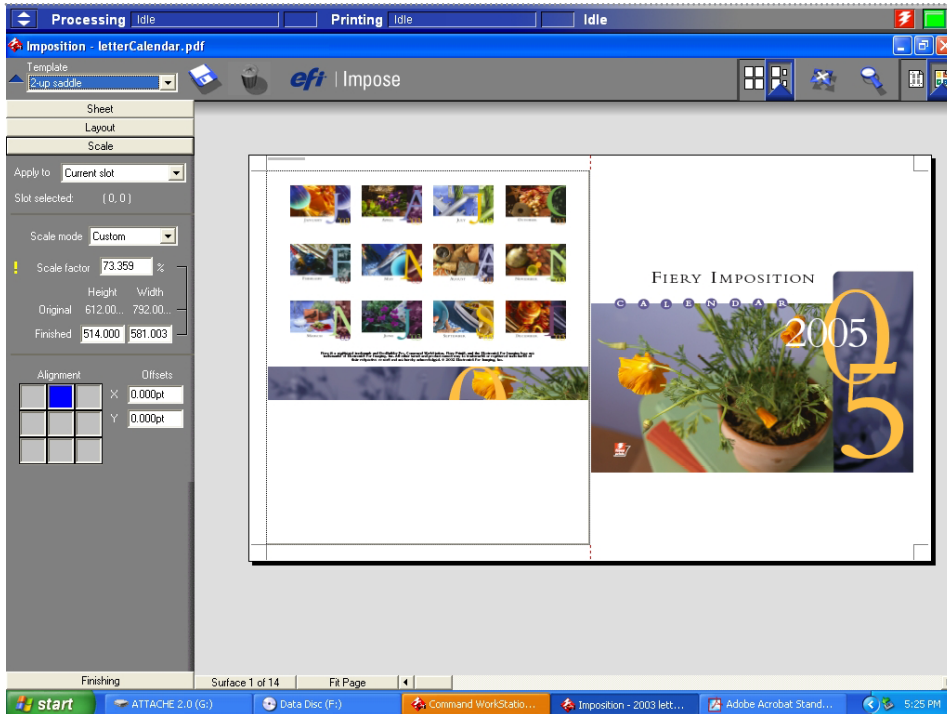 Processing Idle Printing Idle Idle
Imposition - letterCalendar.pdf
Template
2-up saddle
efi Impose
Sheet
Layout
Scale
Apply to Current slot
Slot selected: ( 0, 0 )
Scale mode Custom
! Scale factor 73.359 %
Height Width
Original 612.00... 792.00...
Finished 514.000 581.003
Alignment Offsets
X 0.000pt
Y 0.000pt
FIERY IMPOSITION
CALENDAR
2005
05
Finishing
Surface 1 of 14 Fit Page
start ATTACHE 2.0 (G:) Data Disc (F:) Command WorkStatio... Imposition - 2003 lett... Adobe Acrobat Stand... 5:25 PM